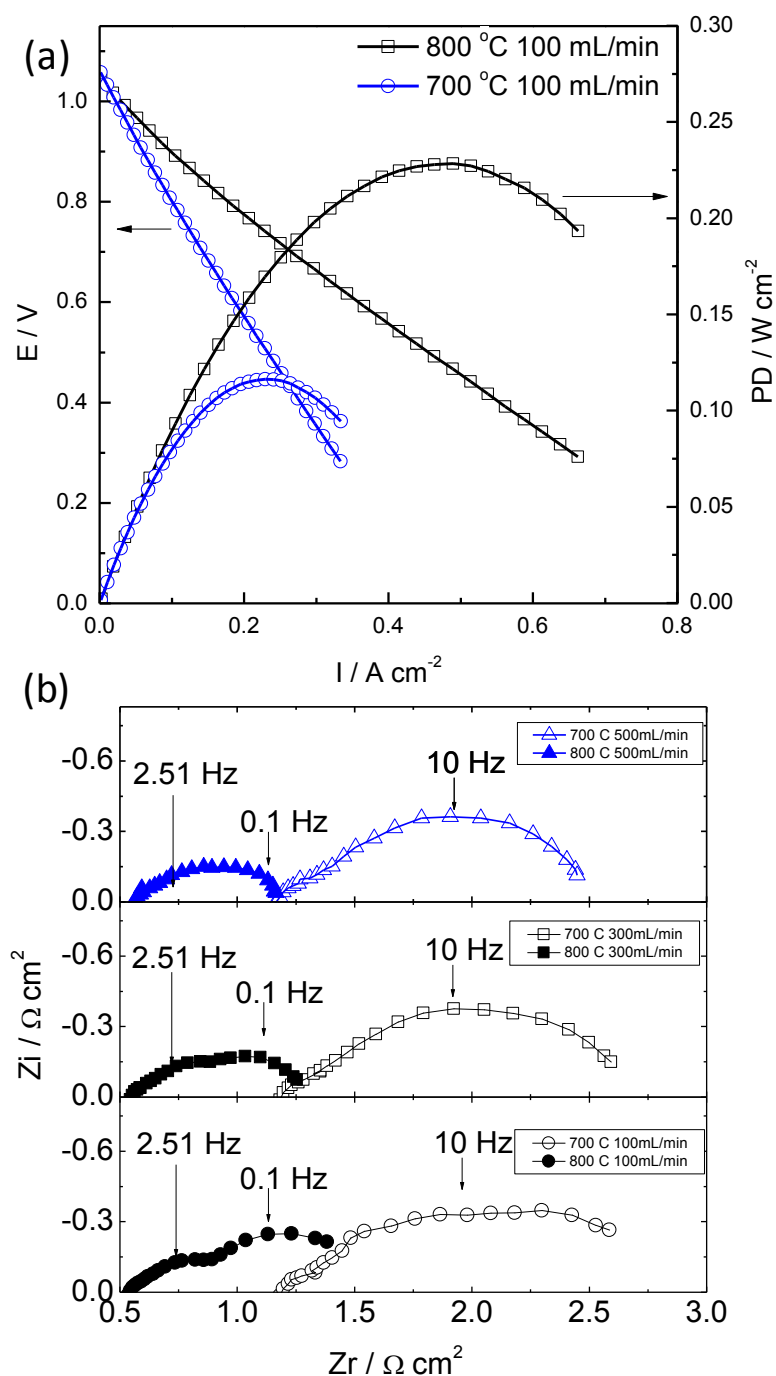 (a)
800 °C 100 mL/min
700 °C 100 mL/min
0.30
0.25
0.20
0.15
0.10
0.05
0.00
PD / W cm-2
1.0
0.8
0.6
0.4
0.2
0.0
E / V
0.0 0.2 0.4 0.6 0.8
I / A cm-2
(b)
700 C 500mL/min
800 C 500mL/min
2.51 Hz
0.1 Hz
10 Hz
-0.6
-0.3
0.0
700 C 300mL/min
800 C 300mL/min
2.51 Hz
0.1 Hz
10 Hz
-0.6
-0.3
0.0
700 C 100mL/min
800 C 100mL/min
2.51 Hz
0.1 Hz
10 Hz
-0.6
-0.3
0.0
Zi / Ω cm2
0.5 1.0 1.5 2.0 2.5 3.0
Zr / Ω cm2